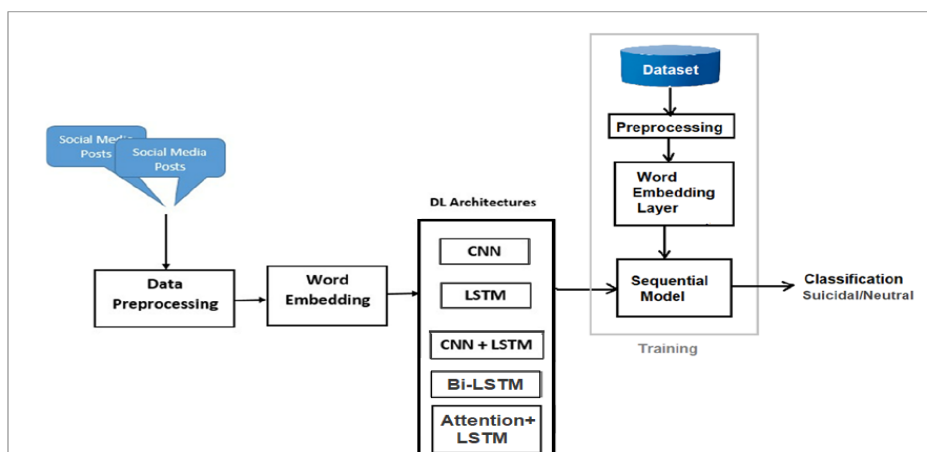 Social Media
Posts
Social Media
Posts
Data
Preprocessing
Word
Embedding
DL Architectures
CNN
LSTM
CNN + LSTM
Bi-LSTM
Attention+
LSTM
Dataset
Preprocessing
Word
Embedding
Layer
Sequential
Model
Training
Classification
Suicidal/Neutral